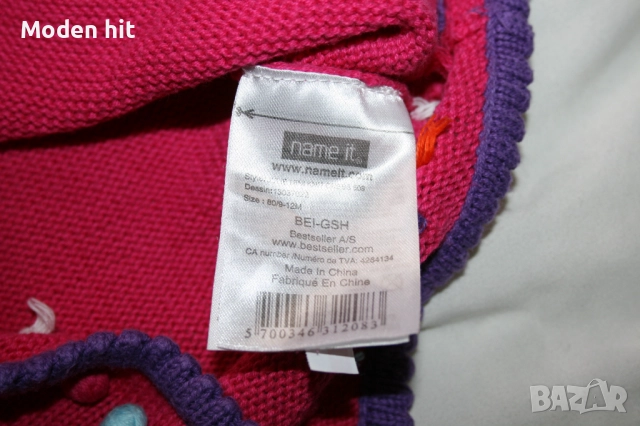 Moden hit
name it
www.nameit.com
Size : 80/9-12M
BEI-GSH
Bestseller A/S
www.bestseller.com
CA number/Numéro de TVA: 4284134
Made In China
Fabriqué En Chine
5 700346 312083
BAZAR